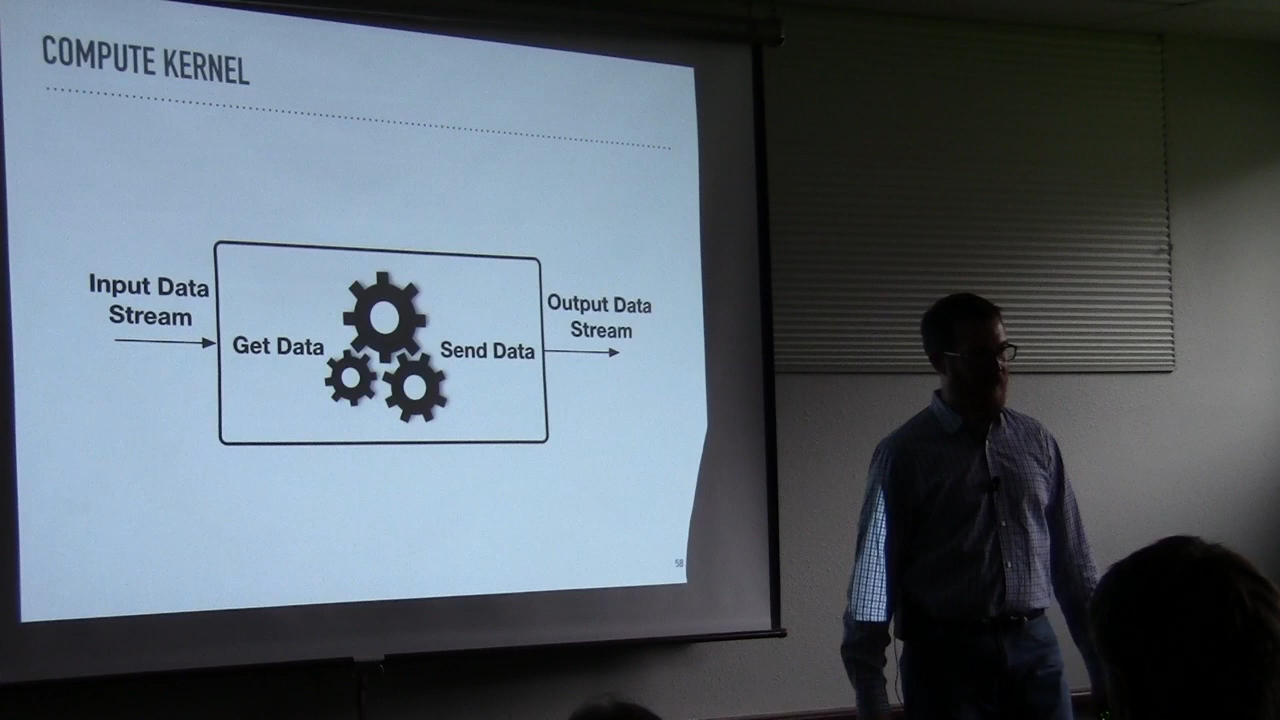 COMPUTE KERNEL
Input Data
Stream
Get Data
Send Data
Output Data
Stream
58